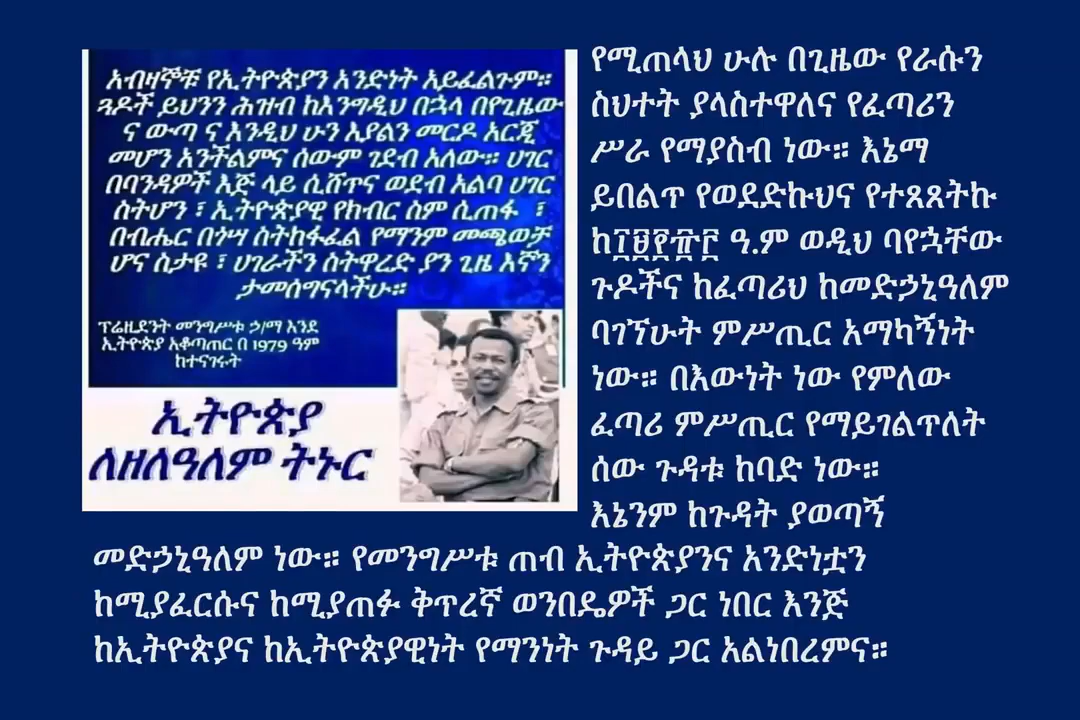 አብዛኞቹ የኢትዮጵያን አንድነት አይፈልጉም።
ጓዶች ይህንን ሕዝብ ከእንግዲህ በኋላ በየጊዜው
ና ውጣ ና እንዲህ ሁን እያልን መርዶ አርጂ
መሆን አንችልምና ሰውም ገደብ አለው። ሀገር
በባንዳዎች እጅ ላይ ሲሸጥና ወደብ አልባ ሀገር
ስትሆን ፣ ኢትዮጵያዊ የክብር ስም ሲጠፋ ፣
በብሔር በጎሣ ስትከፋፈል የማንም መጫወቻ
ሆና ስታዩ ፣ ሀገራችን ስትዋረድ ያን ጊዜ እኛን
ታመሰግናላችሁ።
ፕሬዚደንት መንግሥቱ ኃ/ማ እንደ
ኢትዮጵያ አቆጣጠር በ 1979 ዓም
ከተናገሩት
ኢትዮጵያ
ለዘለዓለም ትኑር
የሚጠላህ ሁሉ በጊዜው የራሱን
ስህተት ያላስተዋለና የፈጣሪን
ሥራ የማያስብ ነው። እኔማ
ይበልጥ የወደድኩህና የተጸጸትኩ
ከ፲፱፻፹፫ ዓ.ም ወዲህ ባየኋቸው
ጉዶችና ከፈጣሪህ ከመድኃኒዓለም
ባገኘሁት ምሥጢር አማካኝነት
ነው። በእውነት ነው የምለው
ፈጣሪ ምሥጢር የማይገልጥለት
ሰው ጉዳቱ ከባድ ነው።
እኔንም ከጉዳት ያወጣኝ
መድኃኒዓለም ነው። የመንግሥቱ ጠብ ኢትዮጵያንና አንድነቷን
ከሚያፈርሱና ከሚያጠፉ ቅጥረኛ ወንበዴዎች ጋር ነበር እንጅ
ከኢትዮጵያና ከኢትዮጵያዊነት የማንነት ጉዳይ ጋር አልነበረምና።